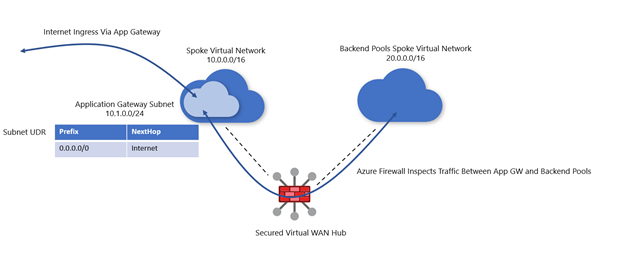 Internet Ingress Via App Gateway
Spoke Virtual Network
10.0.0.0/16
Backend Pools Spoke Virtual Network
20.0.0.0/16
Application Gateway Subnet
10.1.0.0/24
Subnet UDR
Prefix NextHop
0.0.0.0/0 Internet
Azure Firewall Inspects Traffic Between App GW and Backend Pools
Secured Virtual WAN Hub